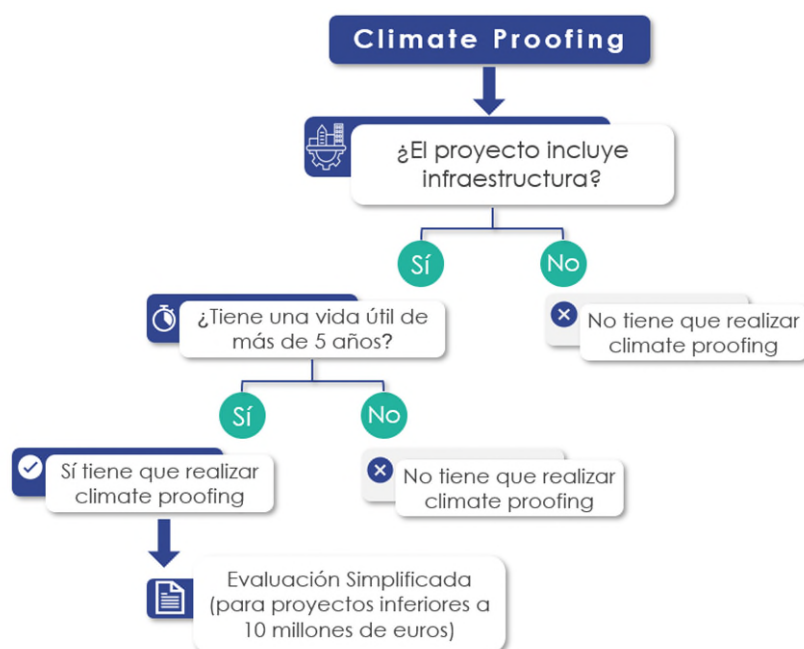 Climate Proofing
¿El proyecto incluye
infraestructura?
Sí
No
¿Tiene una vida útil de
más de 5 años?
No tiene que realizar
climate proofing
Sí
No
Sí tiene que realizar
climate proofing
No tiene que realizar
climate proofing
Evaluación Simplificada
(para proyectos inferiores a
10 millones de euros)